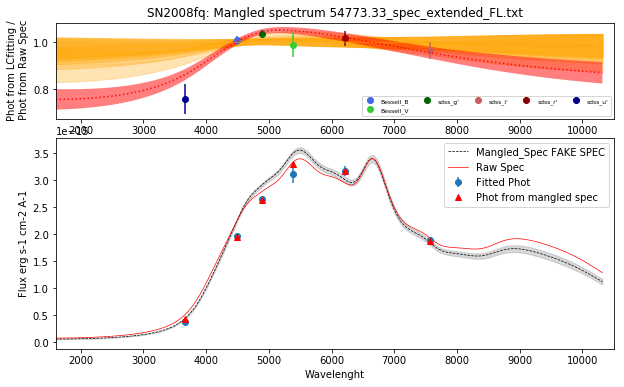 SN2008fq: Mangled spectrum 54773.33_spec_extended_FL.txt
Phot from LCfitting /
Phot from Raw Spec
1.0
0.8
Bessell_B
Bessell_V
sdss_g'
sdss_i'
sdss_r'
sdss_u'
2000 3000 4000 5000 6000 7000 8000 9000 10000
Flux erg s-1 cm-2 A-1
3.5
3.0
2.5
2.0
1.5
1.0
0.5
0.0
Mangled_Spec FAKE SPEC
Raw Spec
Fitted Phot
Phot from mangled spec
2000 3000 4000 5000 6000 7000 8000 9000 10000
Wavelenght